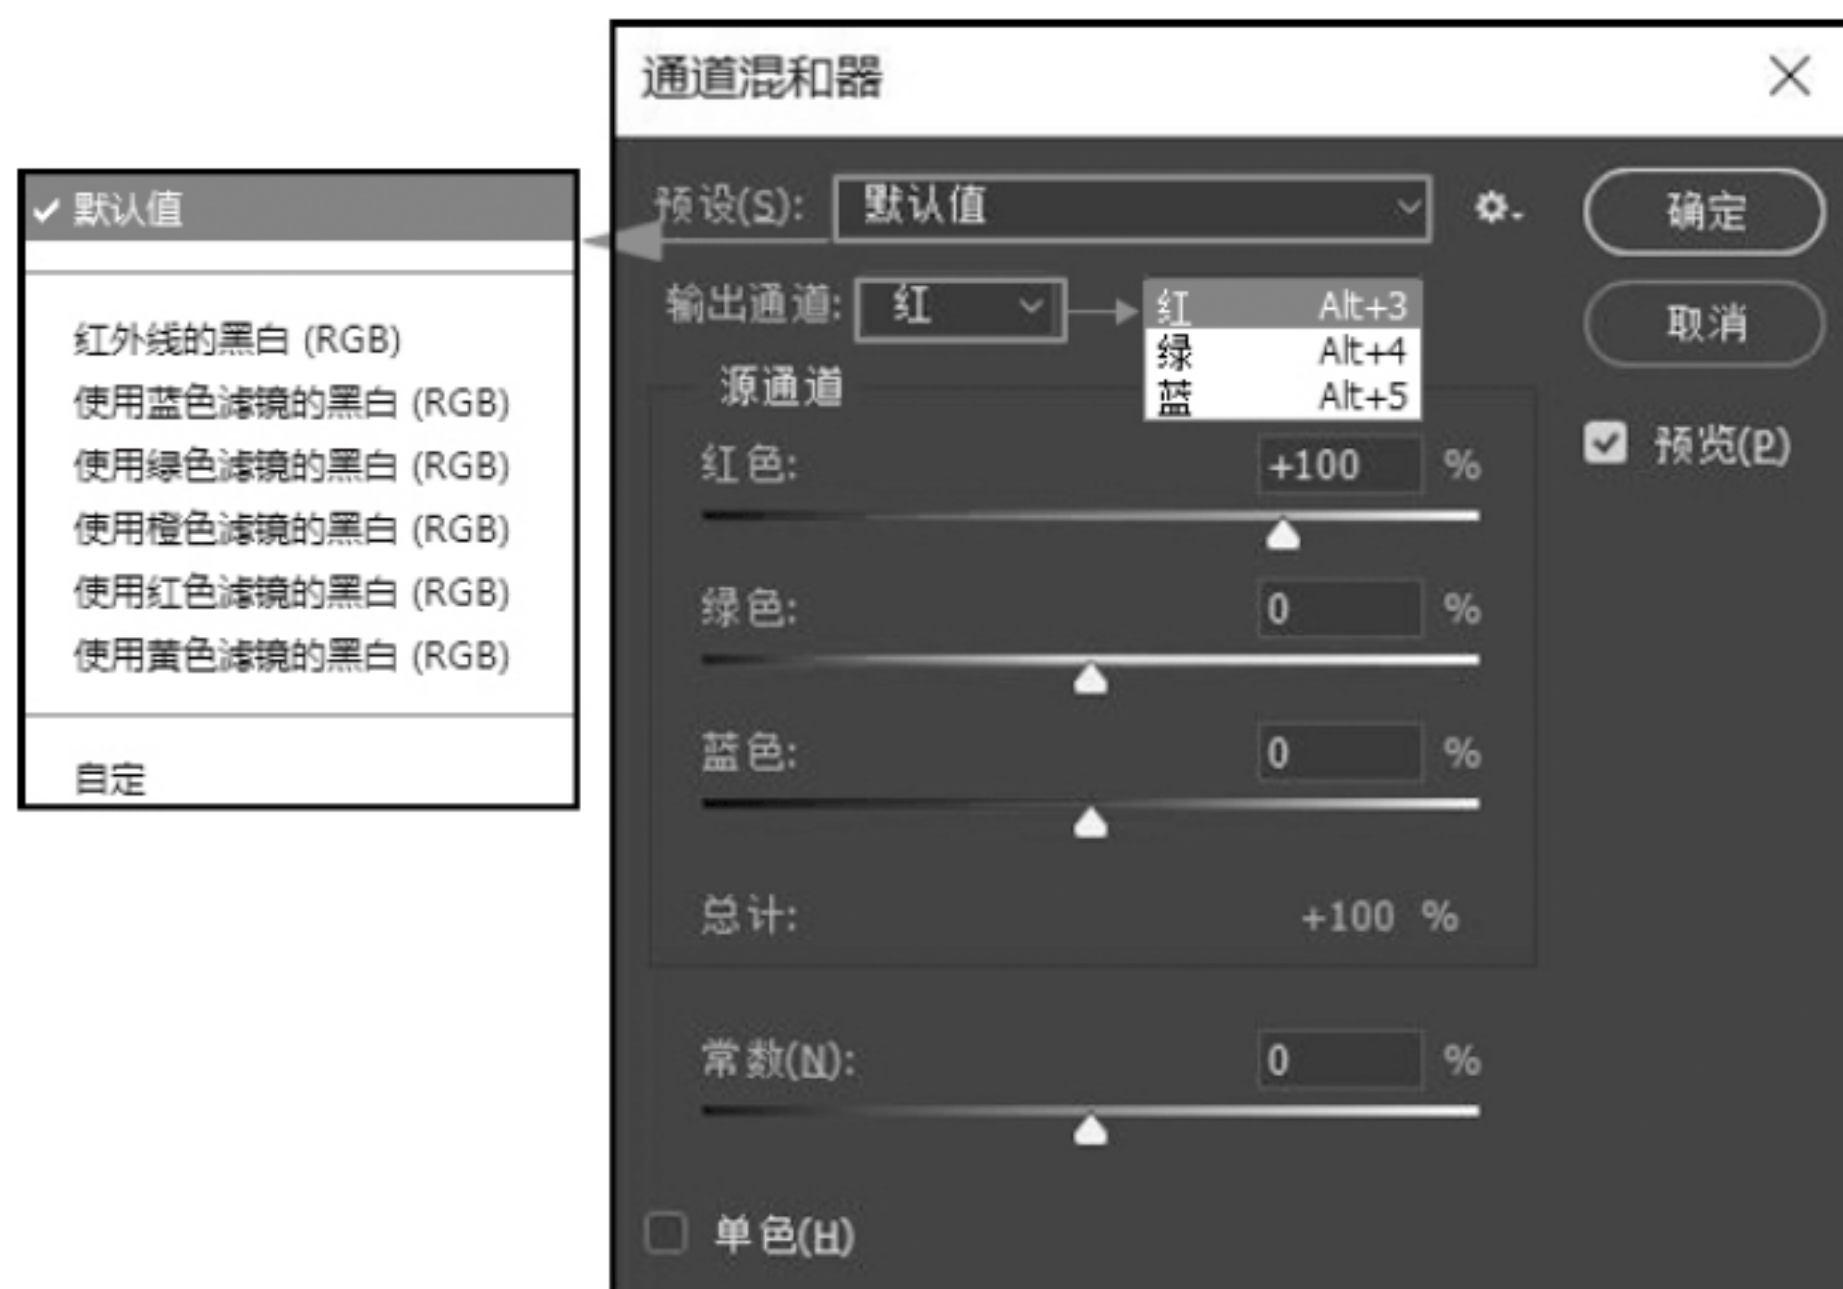 通道混和器
预设(S): 默认值
确定
输出通道: 红
取消
红 Alt+3
绿 Alt+4
蓝 Alt+5
预览(P)
源通道
红色: +100 %
绿色: 0 %
蓝色: 0 %
总计: +100 %
常数(N): 0 %
单色(H)
默认值
红外线的黑白 (RGB)
使用蓝色滤镜的黑白 (RGB)
使用绿色滤镜的黑白 (RGB)
使用橙色滤镜的黑白 (RGB)
使用红色滤镜的黑白 (RGB)
使用黄色滤镜的黑白 (RGB)
自定